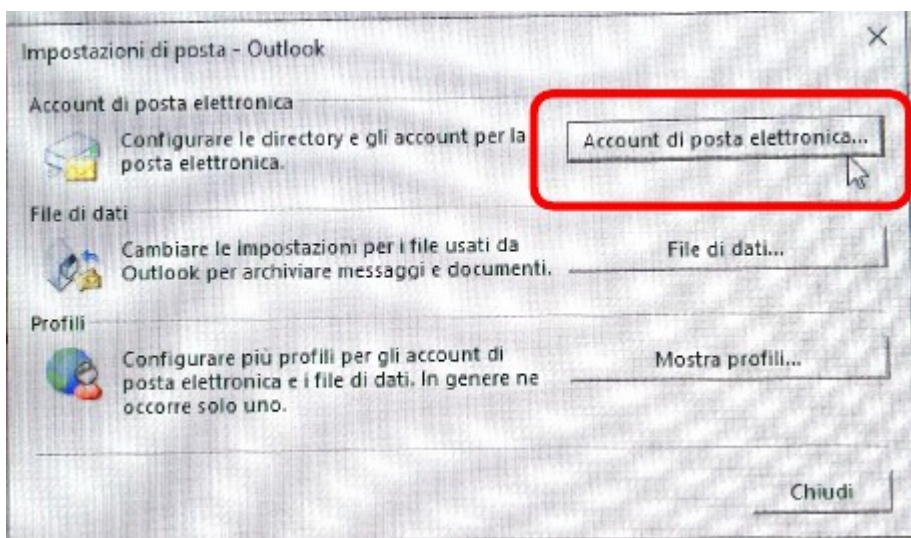 Impostazioni di posta - Outlook
Account di posta elettronica
Configurare le directory e gli account per la
posta elettronica.
Account di posta elettronica...
File di dati
Cambiare le impostazioni per i file usati da
Outlook per archiviare messaggi e documenti.
File di dati...
Profili
Configurare più profili per gli account di
posta elettronica e i file di dati. In genere ne
occorre solo uno.
Mostra profili...
Chiudi